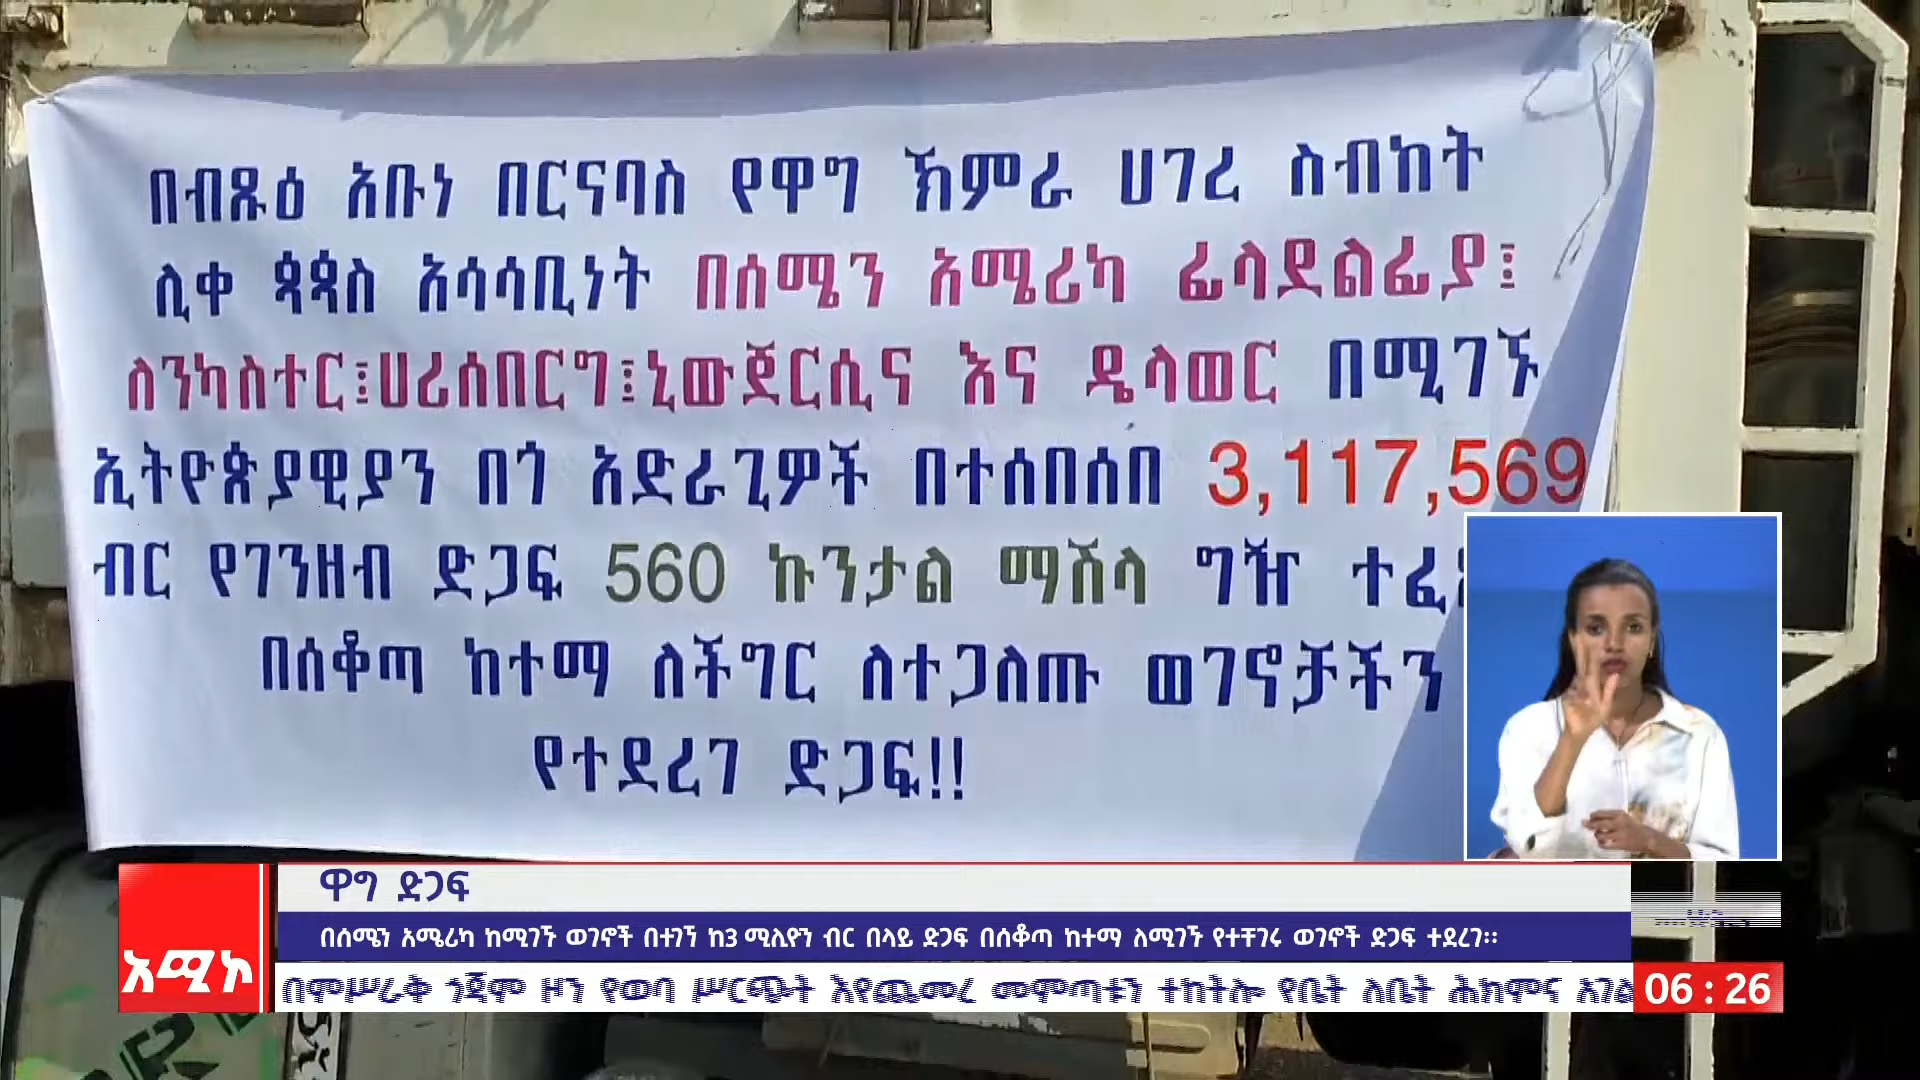 በብጹዕ አቡነ በርናባስ የዋግ ኽምራ ሀገረ ስብከት
ሊቀ ጳጳስ አሳሳቢነት በሰሜን አሜሪካ ፊላደልፊያ፤
ለንካስተር፤ሀሪሰበርግ፤ኒውጀርሲና እና ዴላወር በሚገኙ
ኢትዮጵያዊያን በጎ አድራጊዎች በተሰበሰበ 3,117,569
ብር የገንዘብ ድጋፍ 560 ኩንታል ማሽላ ግዥ
በሰቆጣ ከተማ ለችግር ለተጋለጡ ወገኖቻችን
የተደረገ ድጋፍ!!
ዋግ ድጋፍ
በሰሜን አሜሪካ ከሚገኙ ወገኖች በተገኘ ከ3 ሚሊዮን ብር በላይ ድጋፍ በሰቆጣ ከተማ ለሚገኙ የተቸገሩ ወገኖች ድጋፍ ተደረገ።
አሚኮ
በምሥራቅ ጎጃም ዞን የወባ ሥርጭት እየጨመረ መምጣቱን ተከትሎ የቤት ለቤት ሕክምና
06 : 26